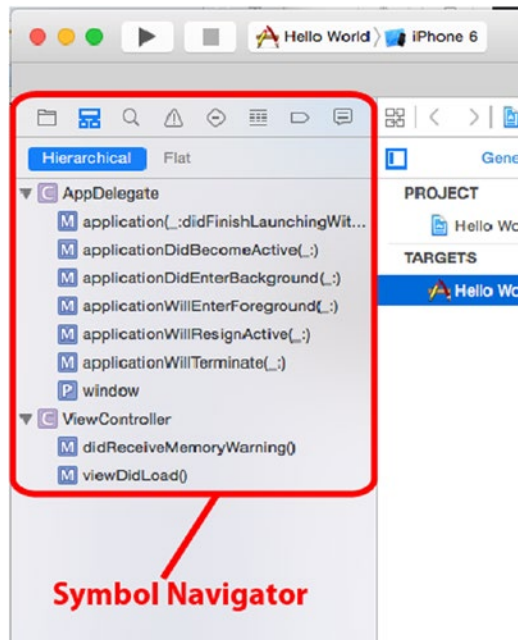 Hello World
iPhone 6
Hierarchical Flat
Gene
AppDelegate
M application(_:didFinishLaunchingWit...
M applicationDidBecomeActive(_:)
M applicationDidEnterBackground(_:)
M applicationWillEnterForeground(_:)
M applicationWillResignActive(_:)
M applicationWillTerminate(_:)
P window
C ViewController
M didReceiveMemoryWarning()
M viewDidLoad()
PROJECT
Hello Wo
TARGETS
Hello Wo
Symbol Navigator